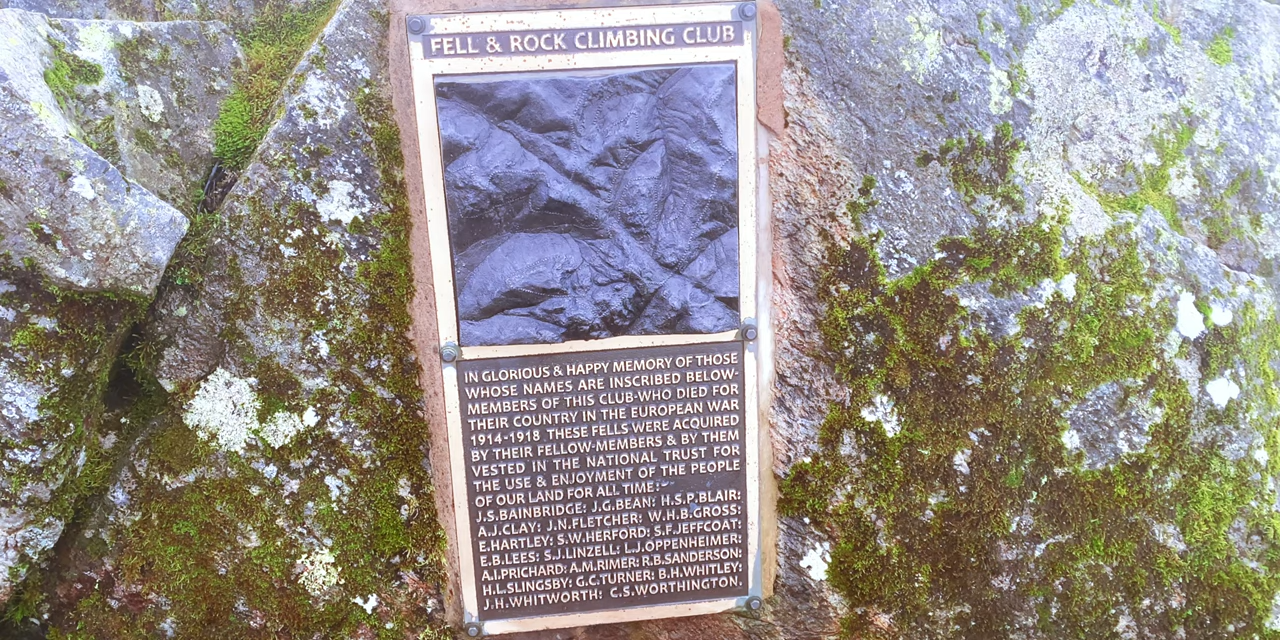 FELL & ROCK CLIMBING CLUB
IN GLORIOUS & HAPPY MEMORY OF THOSE
WHOSE NAMES ARE INSCRIBED BELOW-
MEMBERS OF THIS CLUB-WHO DIED FOR
THEIR COUNTRY IN THE EUROPEAN WAR
1914-1918 THESE FELLS WERE ACQUIRED
BY THEIR FELLOW-MEMBERS & BY THEM
VESTED IN THE NATIONAL TRUST FOR
THE USE & ENJOYMENT OF THE PEOPLE
OF OUR LAND FOR ALL TIME:-
J.S.BAINBRIDGE: J.G.BEAN: H.S.P.BLAIR:
A.J.CLAY: J.N.FLETCHER: W.H.B.GROSS:
E.HARTLEY: S.W.HERFORD: S.F.JEFFCOAT:
E.B.LEES: S.J.LINZELL: L.J.OPPENHEIMER:
A.I.PRICHARD: A.M.RIMER: R.B.SANDERSON:
H.L.SLINGSBY: G.C.TURNER: B.H.WHITLEY:
J.H.WHITWORTH: C.S.WORTHINGTON.